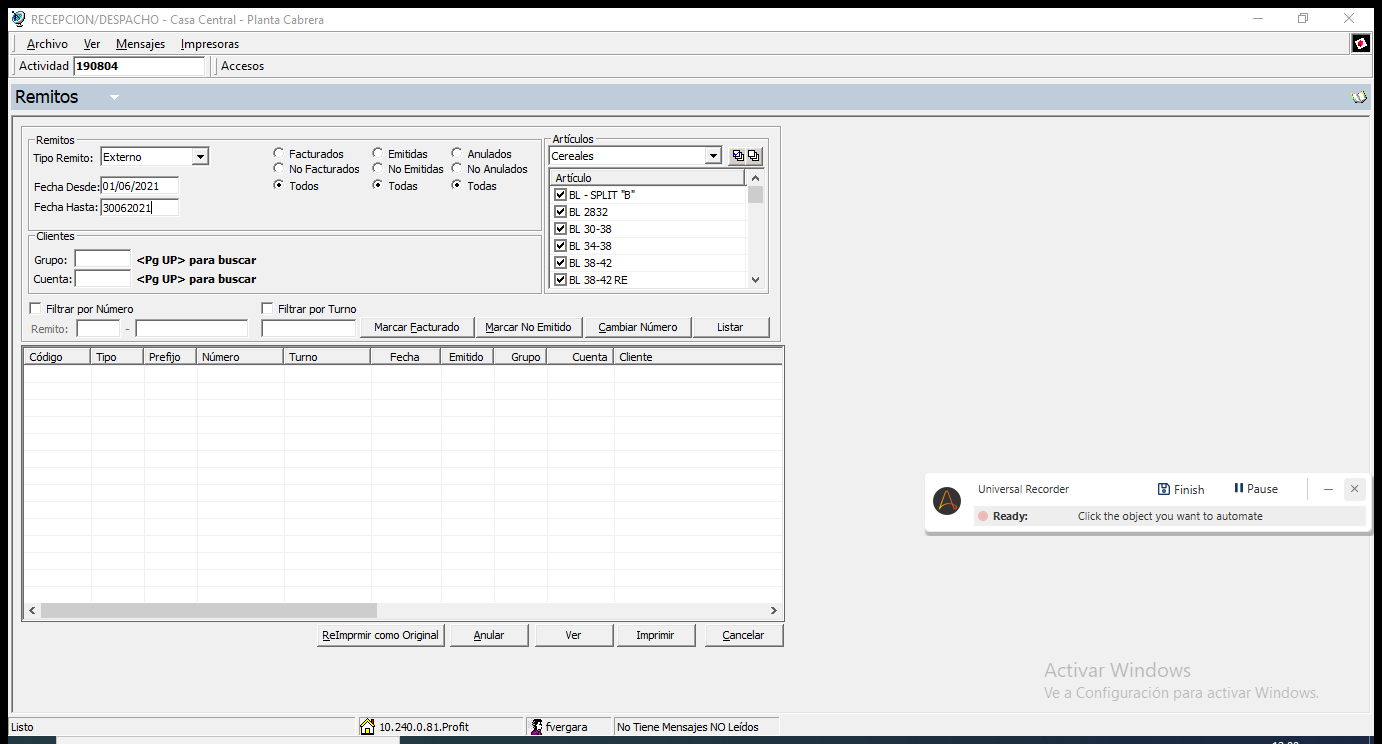 RECEPCION/DESPACHO - Casa Central - Planta Cabrera
Archivo Ver Mensajes Impresoras
Actividad 190804 Accesos
Remitos
Remitos
Tipo Remito: Externo
Fecha Desde: 01/06/2021
Fecha Hasta: 30062021
Facturados Emitidas Anulados
No Facturados No Emitidas No Anulados
Todos Todas Todas
Artículos
Cereales
Artículo
BL - SPLIT "B"
BL 2832
BL 30-38
BL 34-38
BL 38-42
BL 38-42 RE
Clientes
Grupo: <Pg UP> para buscar
Cuenta: <Pg UP> para buscar
Filtrar por Número Filtrar por Turno
Remito: - Marcar Facturado Marcar No Emitido Cambiar Número Listar
Código Tipo Prefijo Número Turno Fecha Emitido Grupo Cuenta Cliente
Universal Recorder Finish Pause
Ready: Click the object you want to automate
ReImprmir como Original Anular Ver Imprimir Cancelar
Activar Windows
Ve a Configuración para activar Windows.
Listo 10.240.0.81.Profit fvergara No Tiene Mensajes NO Leídos